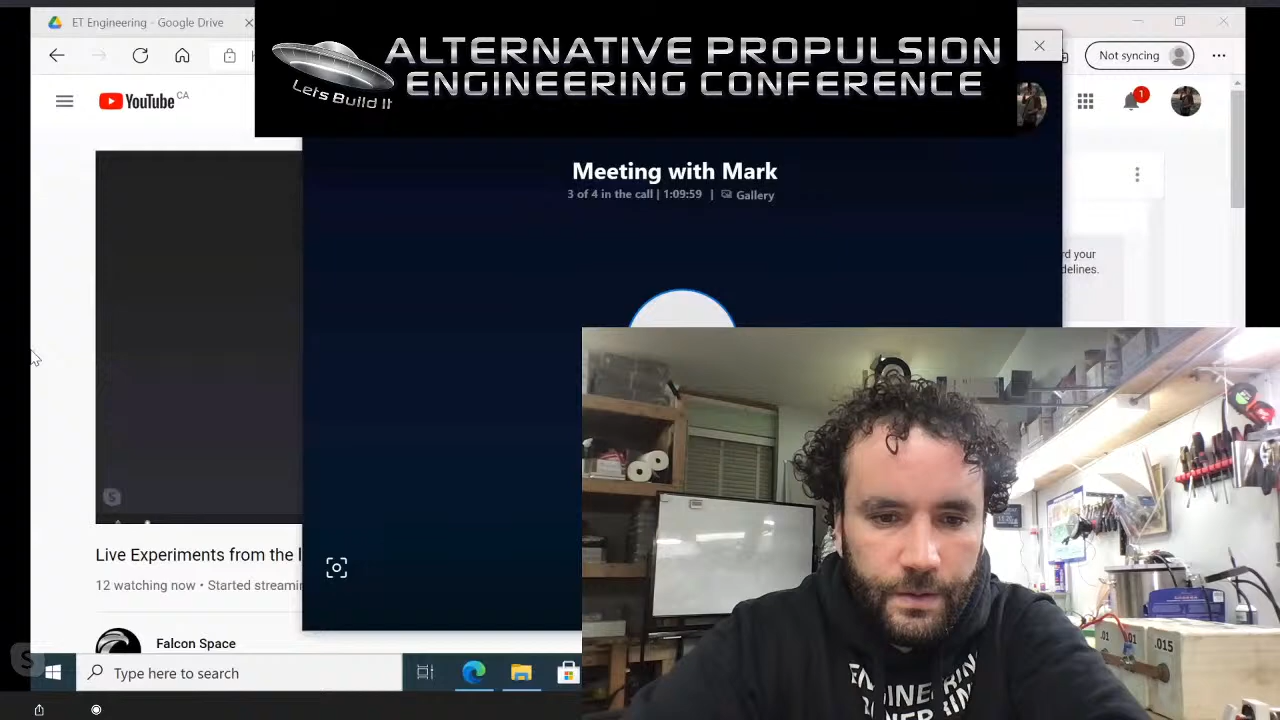 ET Engineering - Google Drive
ALTERNATIVE PROPULSION
ENGINEERING CONFERENCE
Lets Build It
Not syncing
YouTube CA
1
Meeting with Mark
3 of 4 in the call | 1:09:59 | Gallery
rd your
delines.
Live Experiments from the l
12 watching now • Started streamin
Falcon Space
Type here to search
.01
.01
.015